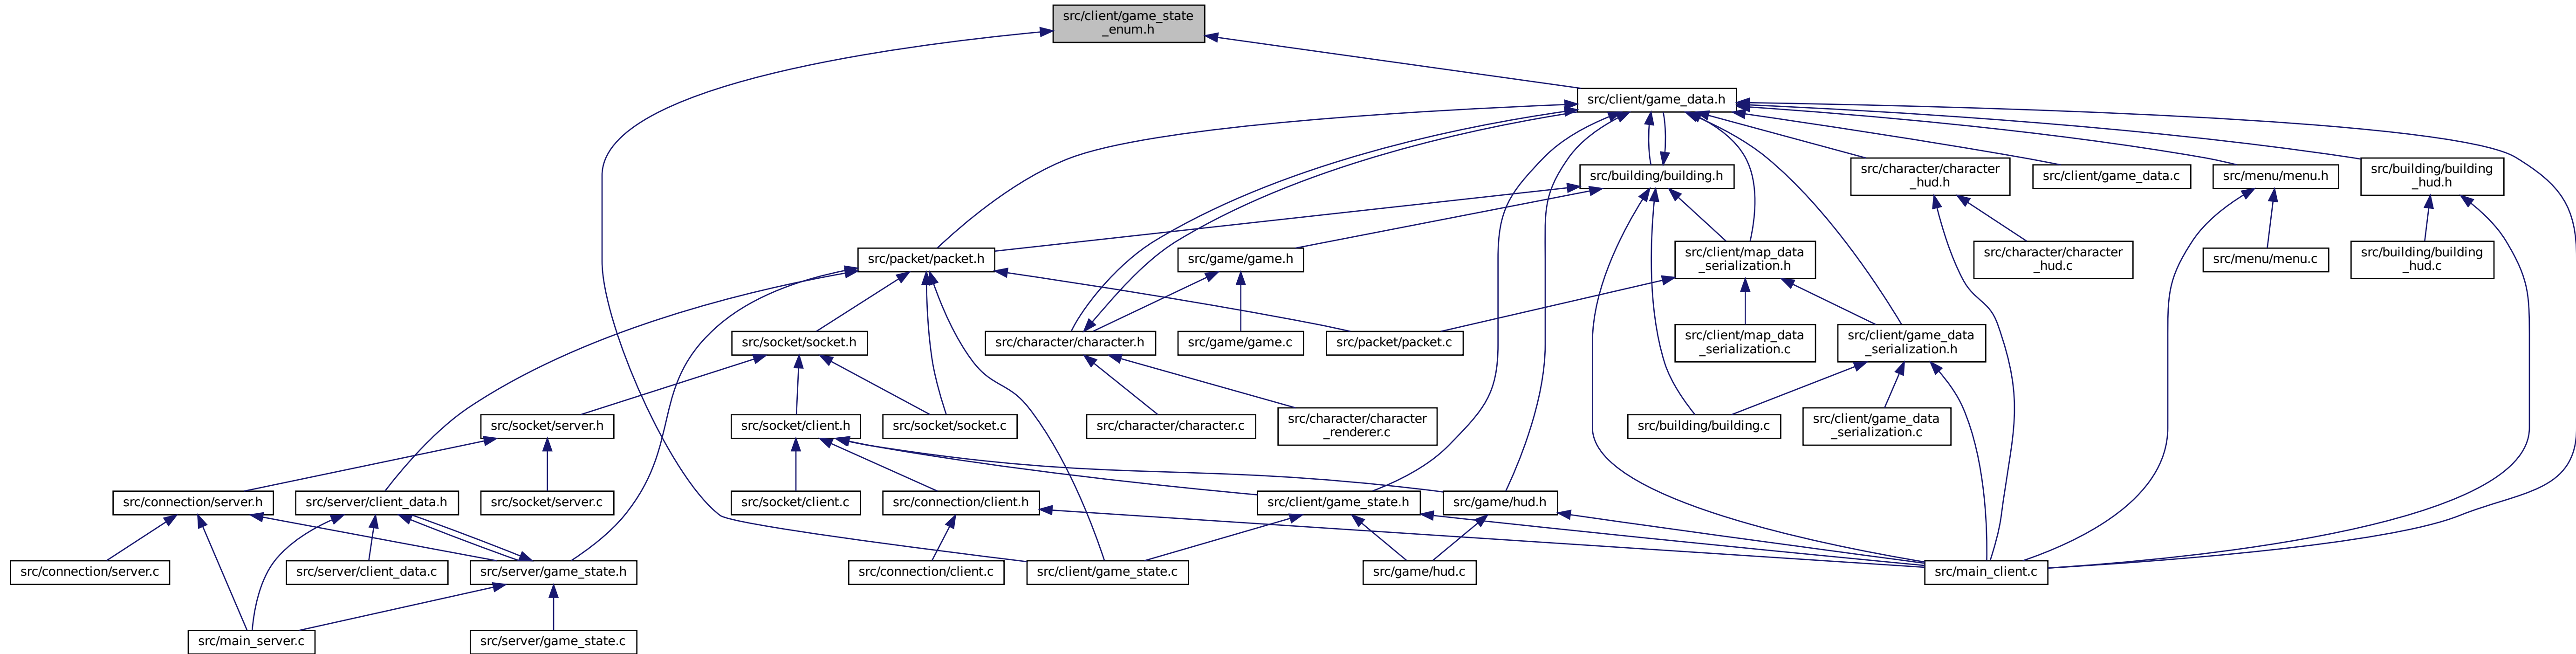 src/client/game_state
_enum.h
src/client/game_data.h
src/building/building.h
src/character/character
_hud.h
src/client/game_data.c
src/menu/menu.h
src/building/building
_hud.h
src/packet/packet.h
src/game/game.h
src/client/map_data
_serialization.h
src/character/character
_hud.c
src/menu/menu.c
src/building/building
_hud.c
src/socket/socket.h
src/character/character.h
src/game/game.c
src/packet/packet.c
src/client/map_data
_serialization.c
src/client/game_data
_serialization.h
src/socket/server.h
src/socket/client.h
src/socket/socket.c
src/character/character.c
src/character/character
_renderer.c
src/building/building.c
src/client/game_data
_serialization.c
src/connection/server.h
src/server/client_data.h
src/socket/server.c
src/socket/client.c
src/connection/client.h
src/client/game_state.h
src/game/hud.h
src/connection/server.c
src/server/client_data.c
src/server/game_state.h
src/connection/client.c
src/client/game_state.c
src/game/hud.c
src/main_client.c
src/main_server.c
src/server/game_state.c